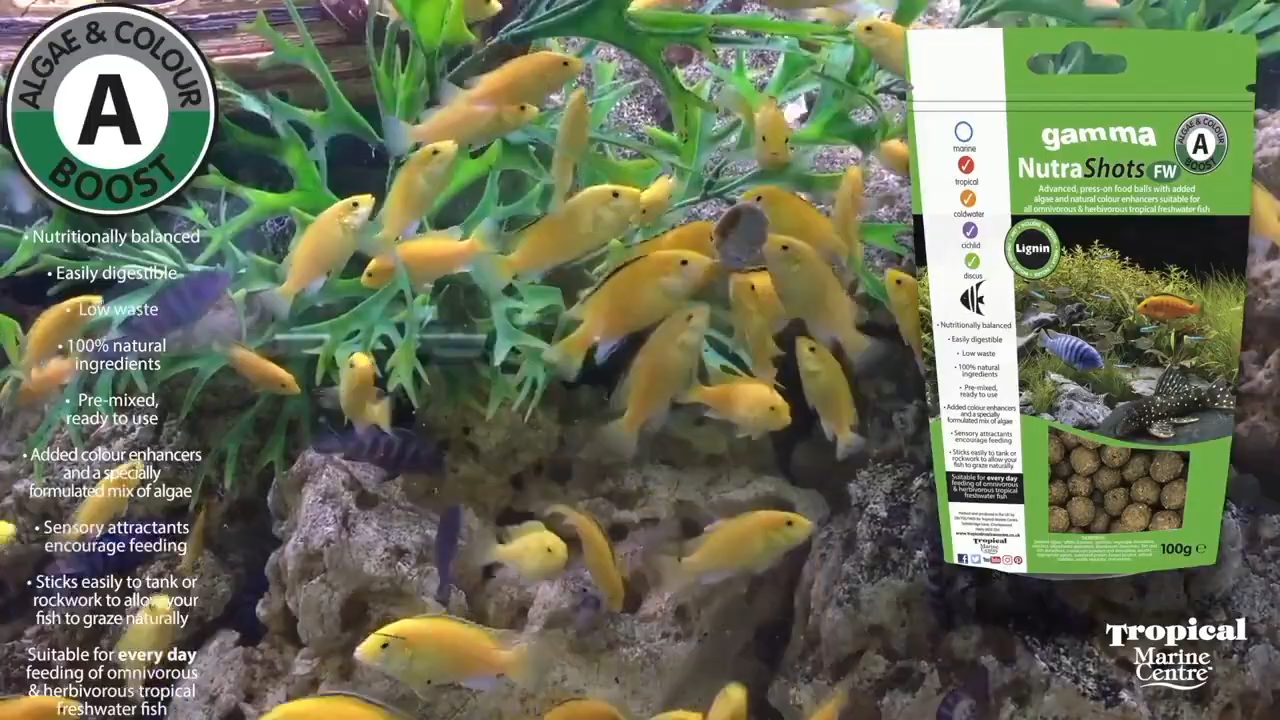 ALGAE & COLOUR
A
BOOST
• Nutritionally balanced
• Easily digestible
• Low waste
• 100% natural
ingredients
• Pre-mixed,
ready to use
• Added colour enhancers
and a specially
formulated mix of algae
• Sensory attractants
encourage feeding
• Sticks easily to tank or
rockwork to allow your
fish to graze naturally
Suitable for every day
feeding of omnivorous
& herbivorous tropical
freshwater fish
gamma
NutraShots FW
ALGAE & COLOUR
A
BOOST
Advanced, press-on food balls with added
algae and natural colour enhancers suitable for
all omnivorous & herbivorous tropical freshwater fish
Lignin
marine
tropical
coldwater
cichlid
discus
• Nutritionally balanced
• Easily digestible
• Low waste
• 100% natural
ingredients
• Pre-mixed,
ready to use
• Added colour enhancers
and a specially
formulated mix of algae
• Sensory attractants
encourage feeding
• Sticks easily to tank or
rockwork to allow your
fish to graze naturally
Suitable for every day
feeding of omnivorous
& herbivorous tropical
freshwater fish
Tropical
Marine
Centre
100g e
Tropical
Marine
Centre